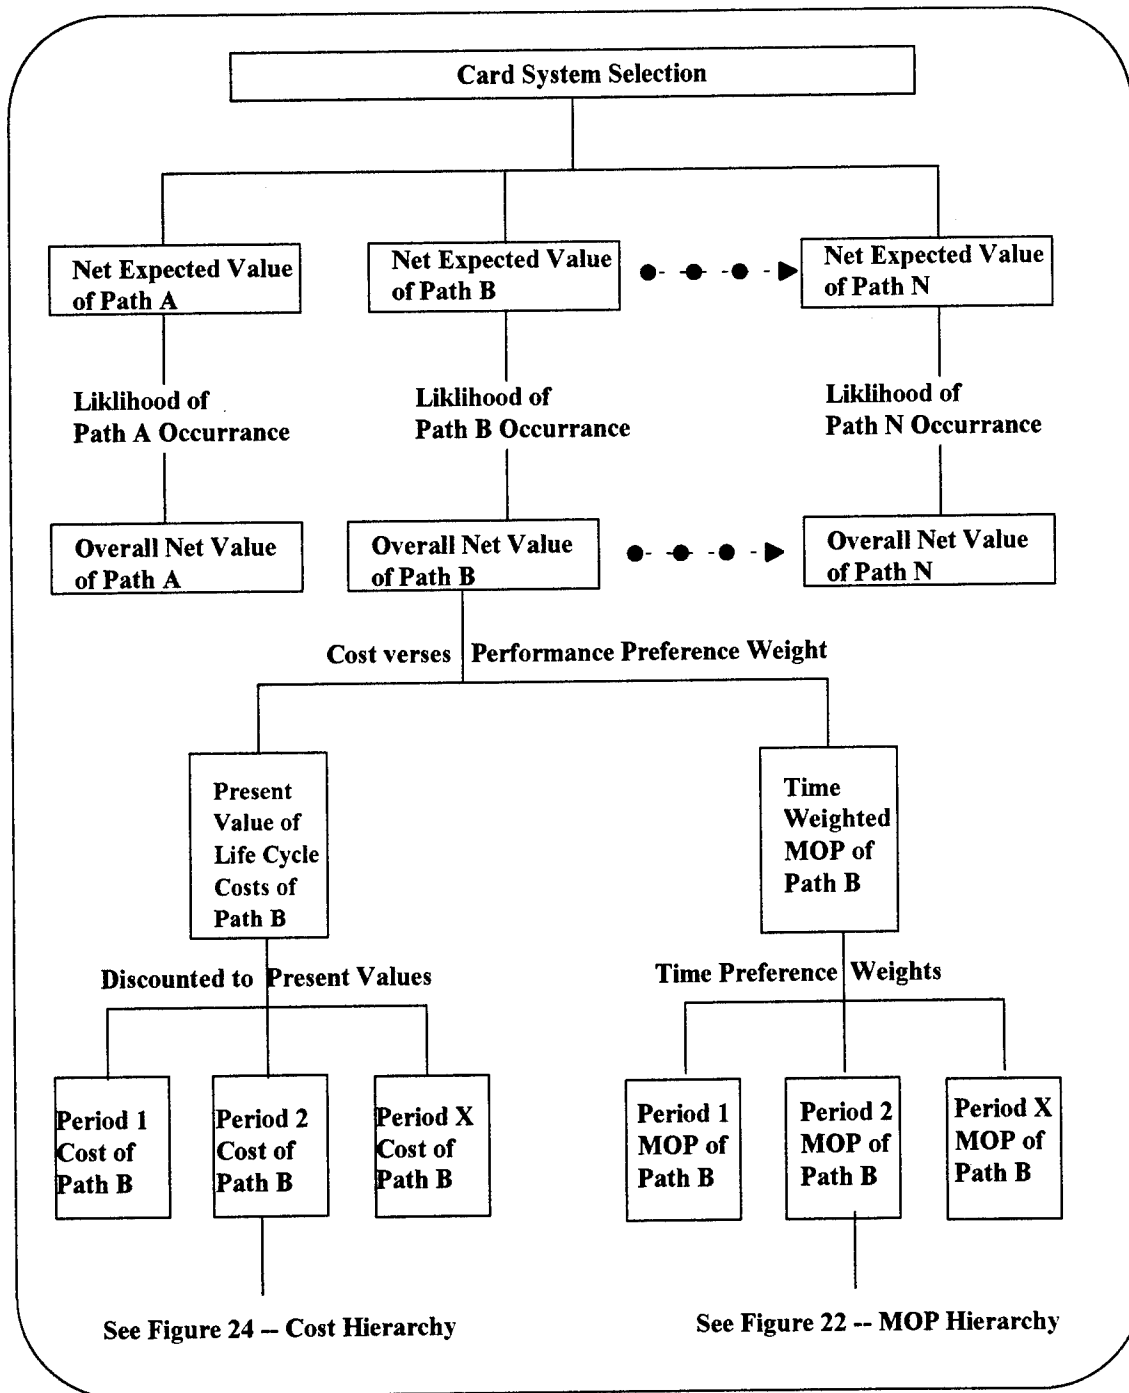 Card System Selection
Net Expected Value
of Path A
Net Expected Value
of Path B
Net Expected Value
of Path N
Liklihood of
Path A Occurrance
Liklihood of
Path B Occurrance
Liklihood of
Path N Occurrance
Overall Net Value
of Path A
Overall Net Value
of Path B
Overall Net Value
of Path N
Cost verses Performance Preference Weight
Present
Value of
Life Cycle
Costs of
Path B
Time
Weighted
MOP of
Path B
Discounted to Present Values
Time Preference Weights
Period 1
Cost of
Path B
Period 2
Cost of
Path B
Period X
Cost of
Path B
Period 1
MOP of
Path B
Period 2
MOP of
Path B
Period X
MOP of
Path B
See Figure 24 -- Cost Hierarchy
See Figure 22 -- MOP Hierarchy